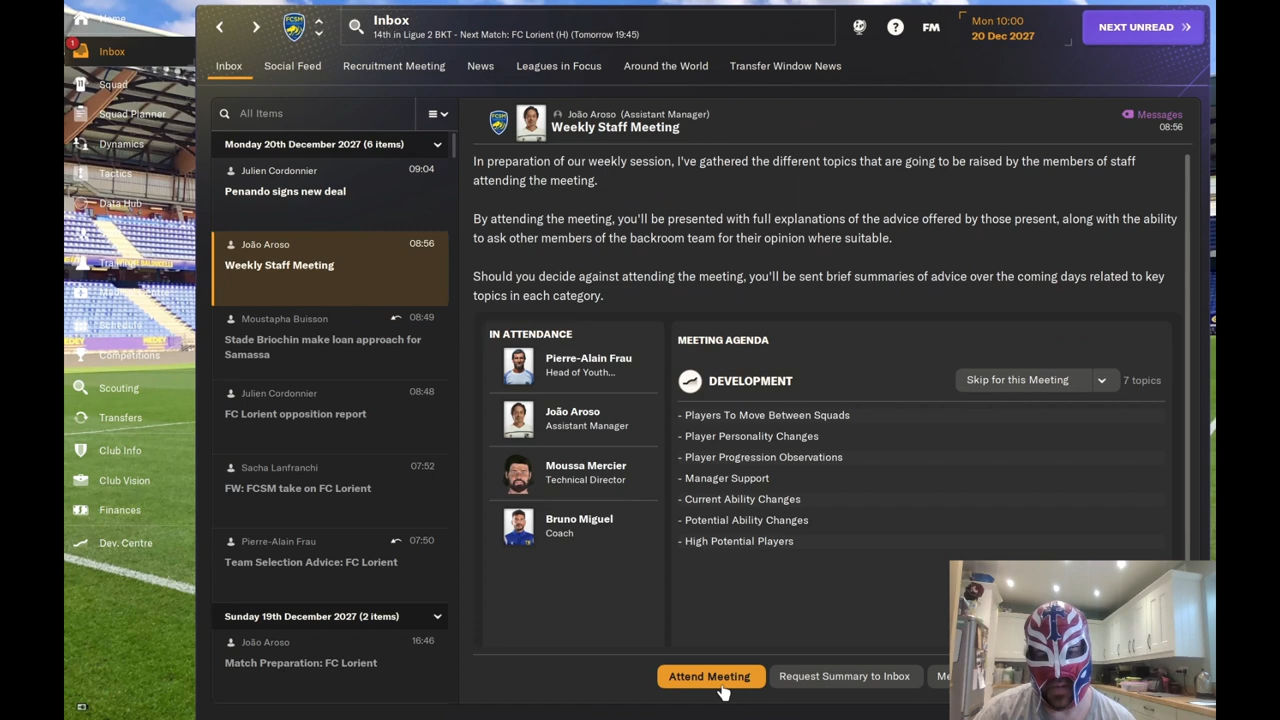 Home
Inbox
1
Inbox
14th in Ligue 2 BKT - Next Match: FC Lorient (H) (Tomorrow 19:45)
FCSM
?
FM
Mon 10:00
20 Dec 2027
NEXT UNREAD
Inbox Social Feed Recruitment Meeting News Leagues in Focus Around the World Transfer Window News
Squad
Squad Planner
Dynamics
Tactics
Data Hub
Schedule
Competitions
Scouting
Transfers
Club Info
Club Vision
Finances
Dev. Centre
All Items
Monday 20th December 2027 (6 items)
Julien Cordonnier 09:04
Penando signs new deal
João Aroso 08:56
Weekly Staff Meeting
Moustapha Buisson 08:49
Stade Briochin make loan approach for
Samassa
Julien Cordonnier 08:48
FC Lorient opposition report
Sacha Lanfranchi 07:52
FW: FCSM take on FC Lorient
Pierre-Alain Frau 07:50
Team Selection Advice: FC Lorient
Sunday 19th December 2027 (2 items)
João Aroso 16:46
Match Preparation: FC Lorient
João Aroso (Assistant Manager)
Weekly Staff Meeting
Messages
08:56
In preparation of our weekly session, I've gathered the different topics that are going to be raised by the members of staff
attending the meeting.
By attending the meeting, you'll be presented with full explanations of the advice offered by those present, along with the ability
to ask other members of the backroom team for their opinion where suitable.
Should you decide against attending the meeting, you'll be sent brief summaries of advice over the coming days related to key
topics in each category.
IN ATTENDANCE
Pierre-Alain Frau
Head of Youth...
João Aroso
Assistant Manager
Moussa Mercier
Technical Director
Bruno Miguel
Coach
MEETING AGENDA
DEVELOPMENT
Skip for this Meeting
7 topics
- Players To Move Between Squads
- Player Personality Changes
- Player Progression Observations
- Manager Support
- Current Ability Changes
- Potential Ability Changes
- High Potential Players
Attend Meeting
Request Summary to Inbox
Me